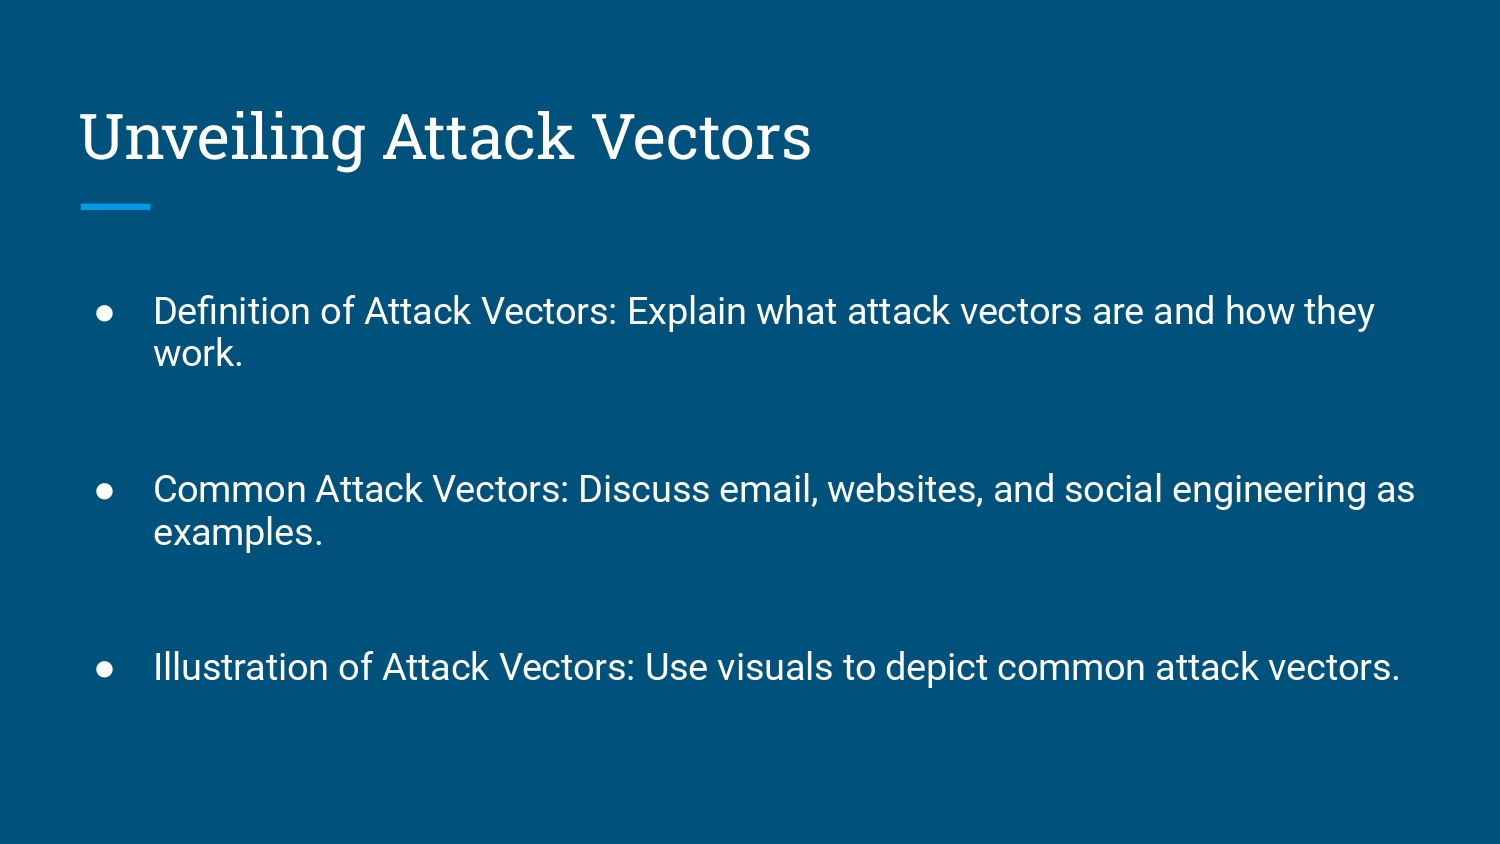 Unveiling Attack Vectors
● Definition of Attack Vectors: Explain what attack vectors are and how they
work.
● Common Attack Vectors: Discuss email, websites, and social engineering as
examples.
● Illustration of Attack Vectors: Use visuals to depict common attack vectors.